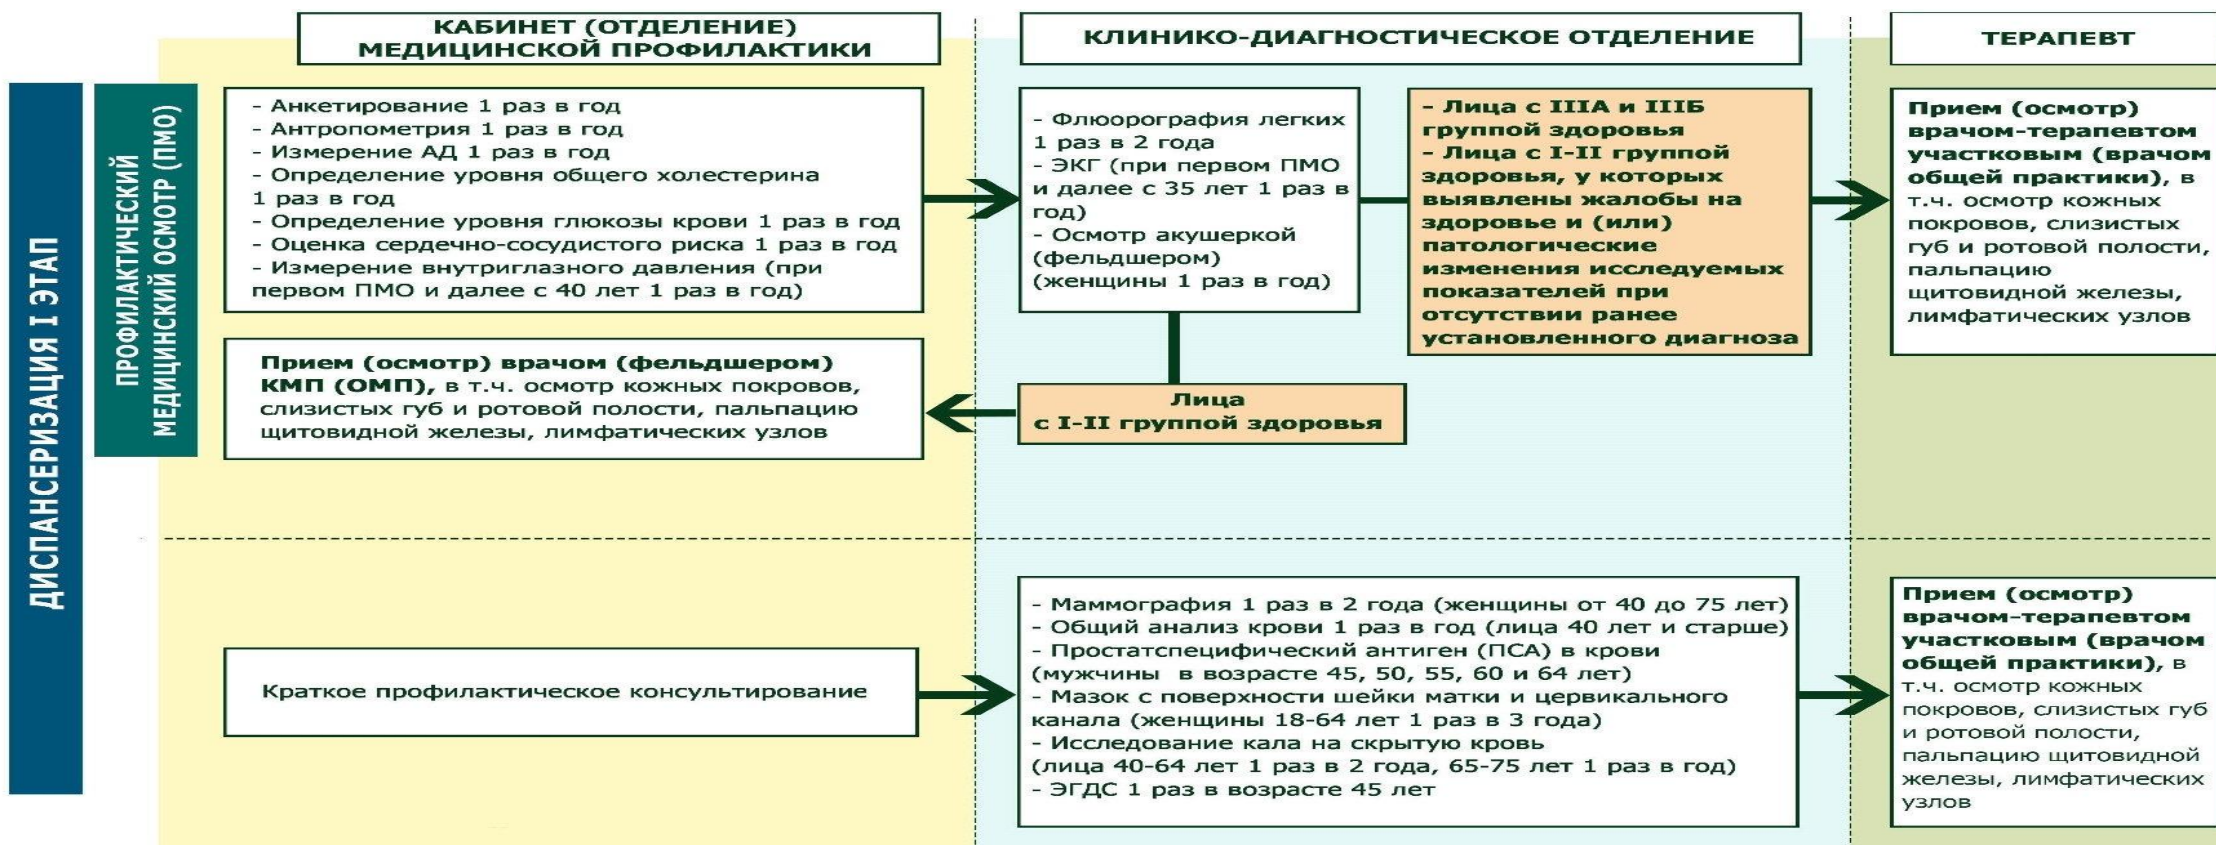 КАБИНЕТ (ОТДЕЛЕНИЕ)
МЕДИЦИНСКОЙ ПРОФИЛАКТИКИ
КЛИНИКО-ДИАГНОСТИЧЕСКОЕ ОТДЕЛЕНИЕ
ТЕРАПЕВТ
ДИСПАНСЕРИЗАЦИЯ I ЭТАП
ПРОФИЛАКТИЧЕСКИЙ
МЕДИЦИНСКИЙ ОСМОТР (ПМО)
- Анкетирование 1 раз в год
- Антропометрия 1 раз в год
- Измерение АД 1 раз в год
- Определение уровня общего холестерина
1 раз в год
- Определение уровня глюкозы крови 1 раз в год
- Оценка сердечно-сосудистого риска 1 раз в год
- Измерение внутриглазного давления (при
первом ПМО и далее с 40 лет 1 раз в год)
- Флюорография легких
1 раз в 2 года
- ЭКГ (при первом ПМО
и далее с 35 лет 1 раз в
год)
- Осмотр акушеркой
(фельдшером)
(женщины 1 раз в год)
- Лица с IIIА и IIIБ
группой здоровья
- Лица с I-II группой
здоровья, у которых
выявлены жалобы на
здоровье и (или)
патологические
изменения исследуемых
показателей при
отсутствии ранее
установленного диагноза
Прием (осмотр)
врачом-терапевтом
участковым (врачом
общей практики), в
т.ч. осмотр кожных
покровов, слизистых
губ и ротовой полости,
пальпацию
щитовидной железы,
лимфатических узлов
Прием (осмотр) врачом (фельдшером)
КМП (ОМП), в т.ч. осмотр кожных покровов,
слизистых губ и ротовой полости, пальпацию
щитовидной железы, лимфатических узлов
Лица
с I-II группой здоровья
Краткое профилактическое консультирование
- Маммография 1 раз в 2 года (женщины от 40 до 75 лет)
- Общий анализ крови 1 раз в год (лица 40 лет и старше)
- Простатспецифический антиген (ПСА) в крови
(мужчины в возрасте 45, 50, 55, 60 и 64 лет)
- Мазок с поверхности шейки матки и цервикального
канала (женщины 18-64 лет 1 раз в 3 года)
- Исследование кала на скрытую кровь
(лица 40-64 лет 1 раз в 2 года, 65-75 лет 1 раз в год)
- ЭГДС 1 раз в возрасте 45 лет
Прием (осмотр)
врачом-терапевтом
участковым (врачом
общей практики), в
т.ч. осмотр кожных
покровов, слизистых губ
и ротовой полости,
пальпацию щитовидной
железы, лимфатических
узлов